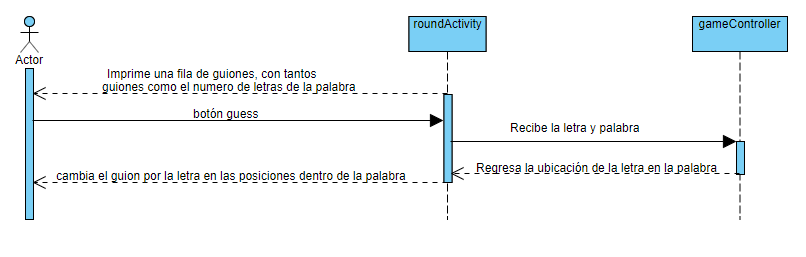 roundActivity
gameController
Actor
Imprime una fila de guiones, con tantos
guiones como el numero de letras de la palabra
botón guess
Recibe la letra y palabra
Regresa la ubicación de la letra en la palabra
cambia el guion por la letra en las posiciones dentro de la palabra